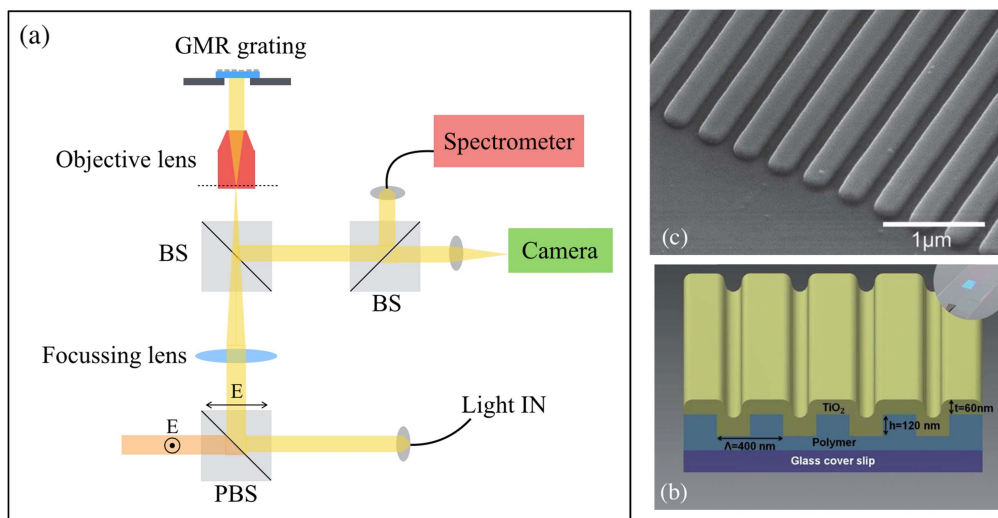 (a)
GMR grating
Objective lens
Spectrometer
BS
Camera
BS
Focussing lens
E
Light IN
E
PBS
(c)
1μm
TiO₂
t=60nm
h=120 nm
Λ=400 nm
Polymer
Glass cover slip
(b)